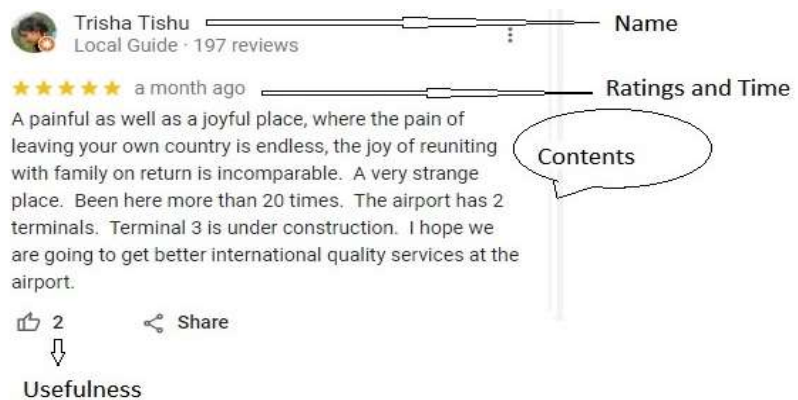 Trisha Tishu
Name
Local Guide · 197 reviews
a month ago
Ratings and Time
A painful as well as a joyful place, where the pain of
leaving your own country is endless, the joy of reuniting
with family on return is incomparable. A very strange
place. Been here more than 20 times. The airport has 2
terminals. Terminal 3 is under construction. I hope we
are going to get better international quality services at the
airport.
Contents
2
Share
Usefulness